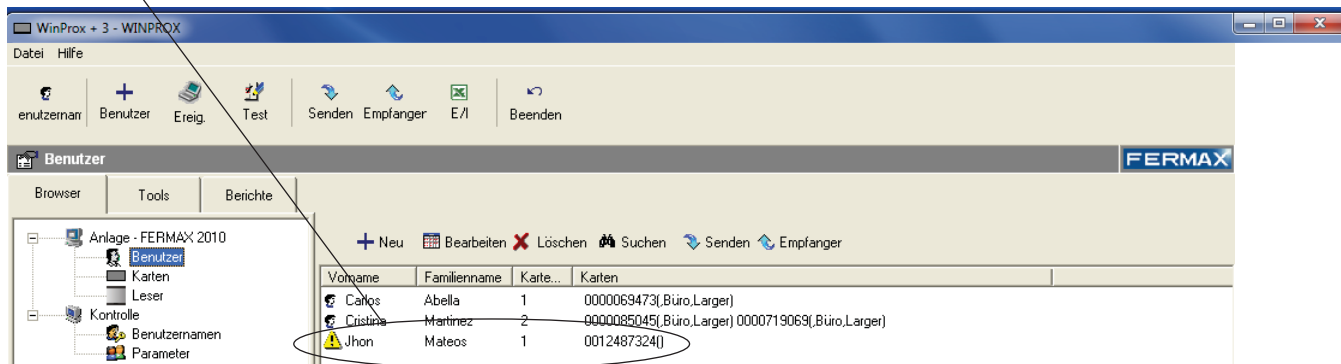 WinProx + 3 - WINPROX
Datei Hilfe
enutzernam Benutzer Ereig. Test Senden Empfanger E/I Beenden
Benutzer FERMAX
Browser Tools Berichte
Anlage - FERMAX 2010
Benutzer
Karten
Leser
Kontrolle
Benutzernamen
Parameter
Neu Bearbeiten Löschen Suchen Senden Empfanger
Vorname Familienname Karte... Karten
Carlos Abella 1 0000069473(,Büro,Larger)
Cristina Martinez 2 0000085045(,Büro,Larger) 0000719069(,Büro,Larger)
Jhon Mateos 1 0012487324()